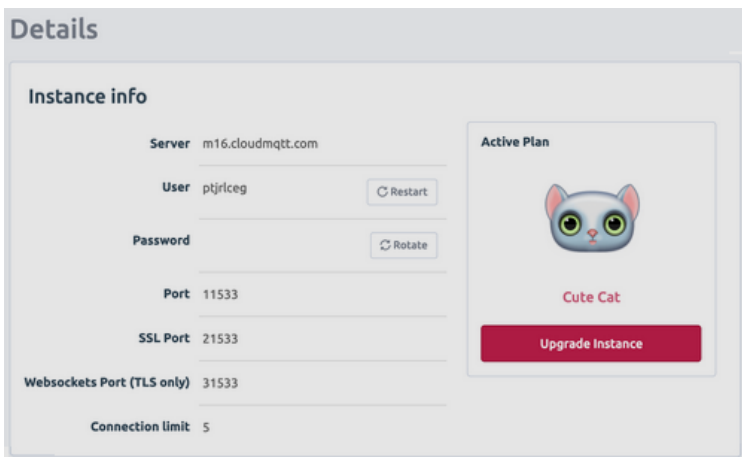 Details
Instance info
Server m16.cloudmqtt.com
User ptjrlceg Restart
Password Rotate
Port 11533
SSL Port 21533
Websockets Port (TLS only) 31533
Connection limit 5
Active Plan
Cute Cat
Upgrade Instance